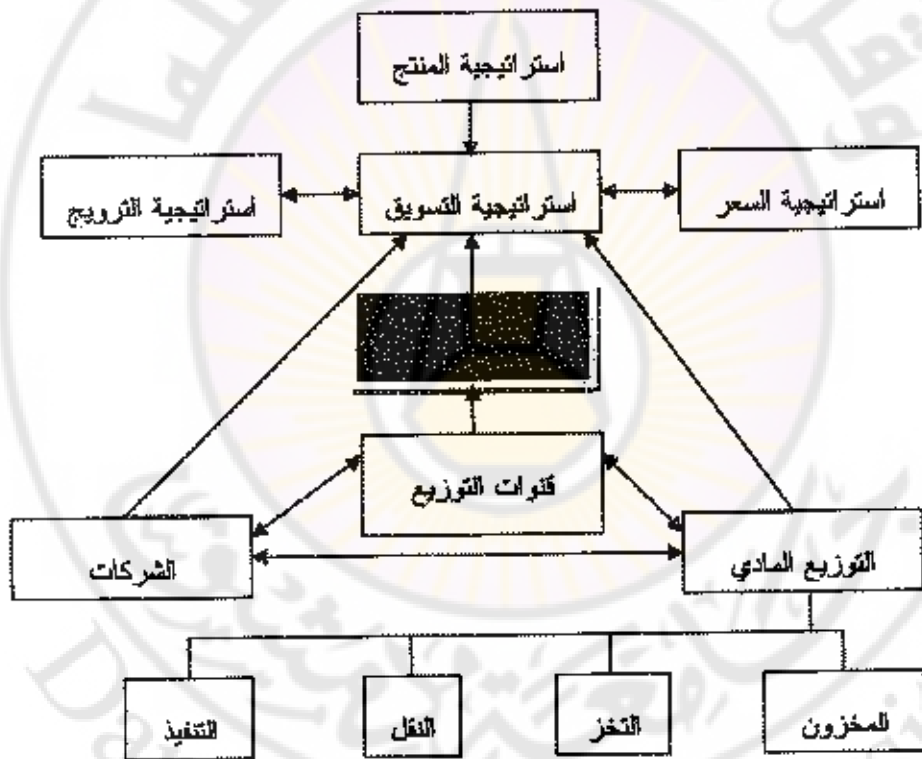 استراتيجية المنتج
استراتيجية السعر
استراتيجية التسويق
استراتيجية الترويج
قنوات التوزيع
التوزيع المادي
الشركات
المخزون
التخز
النقل
التنفيذ